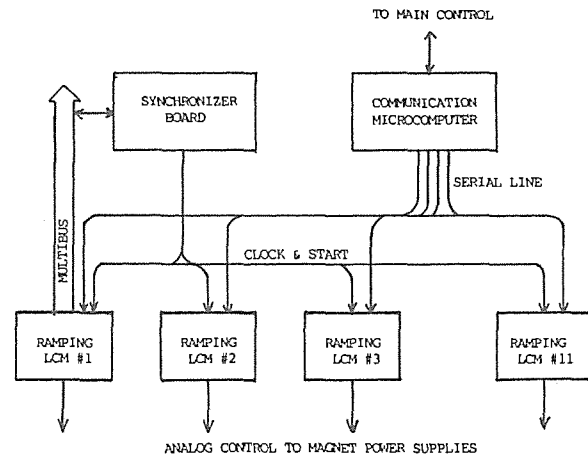 TO MAIN CONTROL
SYNCHRONIZER
BOARD
COMMUNICATION
MICROCOMPUTER
SERIAL LINE
MULTIBUS
CLOCK & START
RAMPING
LCM #1
RAMPING
LCM #2
RAMPING
LCM #3
RAMPING
LCM #11
ANALOG CONTROL TO MAGNET POWER SUPPLIES